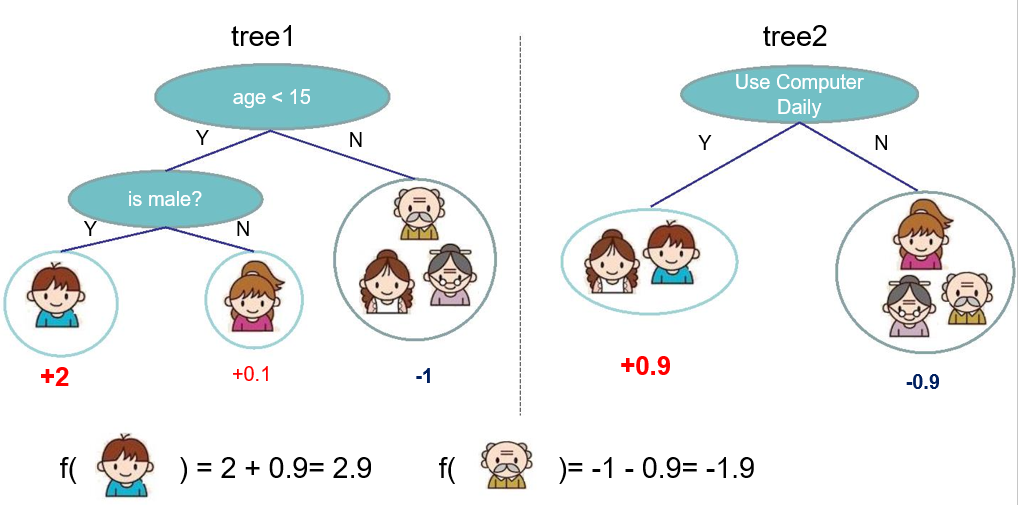 tree1
tree2
age < 15
Use Computer
Daily
Y
N
Y
N
is male?
Y
N
+2
+0.1
-1
+0.9
-0.9
f( ) = 2 + 0.9= 2.9
f( )= -1 - 0.9= -1.9